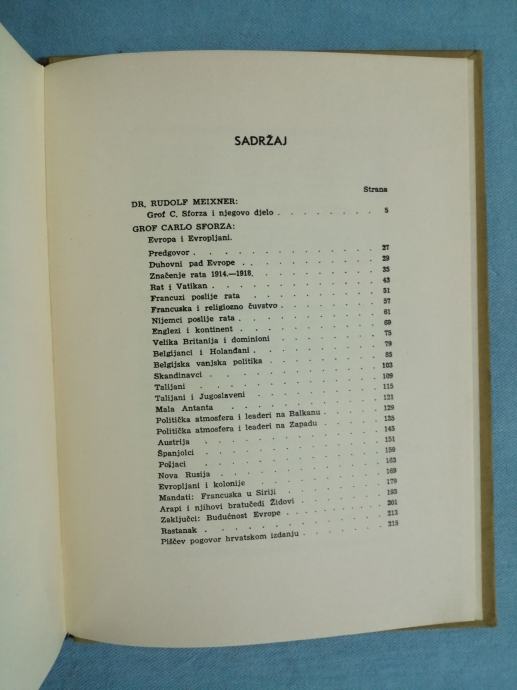 SADRŽAJ
Strana
DR. RUDOLF MEIXNER:
Grof C. Sforza i njegovo djelo . . . . . . . . 5
GROF CARLO SFORZA:
Evropa i Evropljani.
Predgovor . . . . . . . . . . . 27
Duhovni pad Evrope . . . . . . . . . 29
Značenje rata 1914.—1918. . . . . . . . . 35
Rat i Vatikan . . . . . . . . . . 43
Francuzi poslije rata . . . . . . . . . 51
Francuska i religiozno čuvstvo . . . . . . . 57
Nijemci poslije rata . . . . . . . . . 61
Englezi i kontinent . . . . . . . . . 69
Velika Britanija i dominioni . . . . . . . . 75
Belgijanci i Holanđani . . . . . . . . . 79
Belgijska vanjska politika . . . . . . . . 85
Skandinavci . . . . . . . . . . 103
Talijani . . . . . . . . . . . 109
Talijani i Jugoslaveni . . . . . . . . . 115
Mala Antanta . . . . . . . . . . 121
Politička atmosfera i leaderi na Balkanu . . . . . 129
Politička atmosfera i leaderi na Zapadu . . . . . 135
Austrija . . . . . . . . . . . 143
Španjolci . . . . . . . . . . . 151
Poljaci . . . . . . . . . . . 159
Nova Rusija . . . . . . . . . . 163
Evropljani i kolonije . . . . . . . . . 169
Mandati: Francuska u Siriji . . . . . . . . 179
Arapi i njihovi bratučedi Židovi . . . . . . . 193
Zaključci: Budućnost Evrope . . . . . . . . 201
Rastanak . . . . . . . . . . . 213
Piščev pogovor hrvatskom izdanju . . . . . . . 215